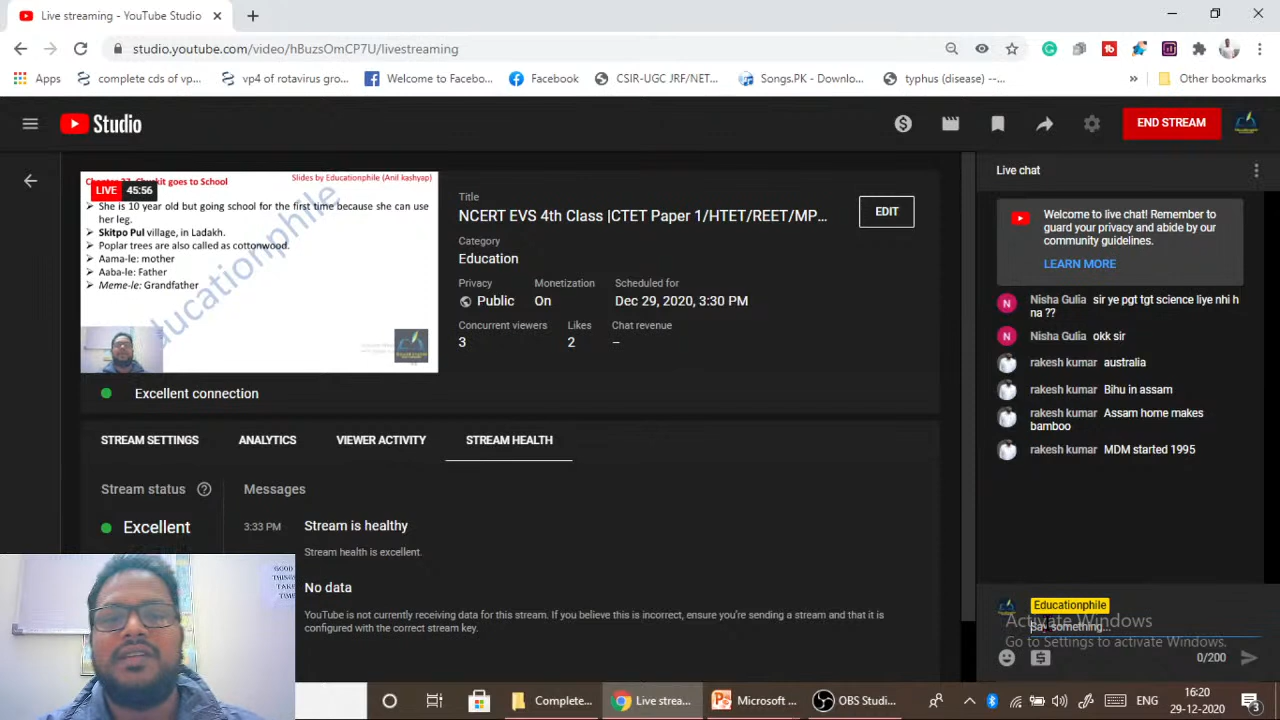 Live streaming - YouTube Studio
studio.youtube.com/video/hBuzsOmCP7U/livestreaming
Apps
complete cds of vp...
vp4 of rotavirus gro...
Welcome to Facebo...
Facebook
CSIR-UGC JRF/NET...
Songs.PK - Downlo...
typhus (disease) --...
Other bookmarks
Studio
END STREAM
LIVE 45:56
Chuskit goes to School
Slides by Educationphile (Anil kashyap)
She is 10 year old but going school for the first time because she can use
her leg.
Skitpo Pul village, in Ladakh.
Poplar trees are also called as cottonwood.
Aama-le: mother
Aaba-le: Father
Meme-le: Grandfather
Educationphile
Excellent connection
Title
NCERT EVS 4th Class |CTET Paper 1/HTET/REET/MP...
EDIT
Category
Education
Privacy
Monetization
Scheduled for
Public
On
Dec 29, 2020, 3:30 PM
Concurrent viewers
Likes
Chat revenue
3
2
–
STREAM SETTINGS
ANALYTICS
VIEWER ACTIVITY
STREAM HEALTH
Stream status
Messages
Excellent
3:33 PM
Stream is healthy
Stream health is excellent.
No data
YouTube is not currently receiving data for this stream. If you believe this is incorrect, ensure you're sending a stream and that it is
configured with the correct stream key.
Live chat
Welcome to live chat! Remember to
guard your privacy and abide by our
community guidelines.
LEARN MORE
N
Nisha Gulia sir ye pgt tgt science liye nhi h
na ??
N
Nisha Gulia okk sir
rakesh kumar australia
rakesh kumar Bihu in assam
rakesh kumar Assam home makes
bamboo
rakesh kumar MDM started 1995
Educationphile
Say something...
Activate Windows
Go to Settings to activate Windows.
0/200
GOOD
THINGS
TAKE
TIME
Complete...
Live strea...
Microsoft ...
OBS Studi...
ENG
16:20
29-12-2020
3